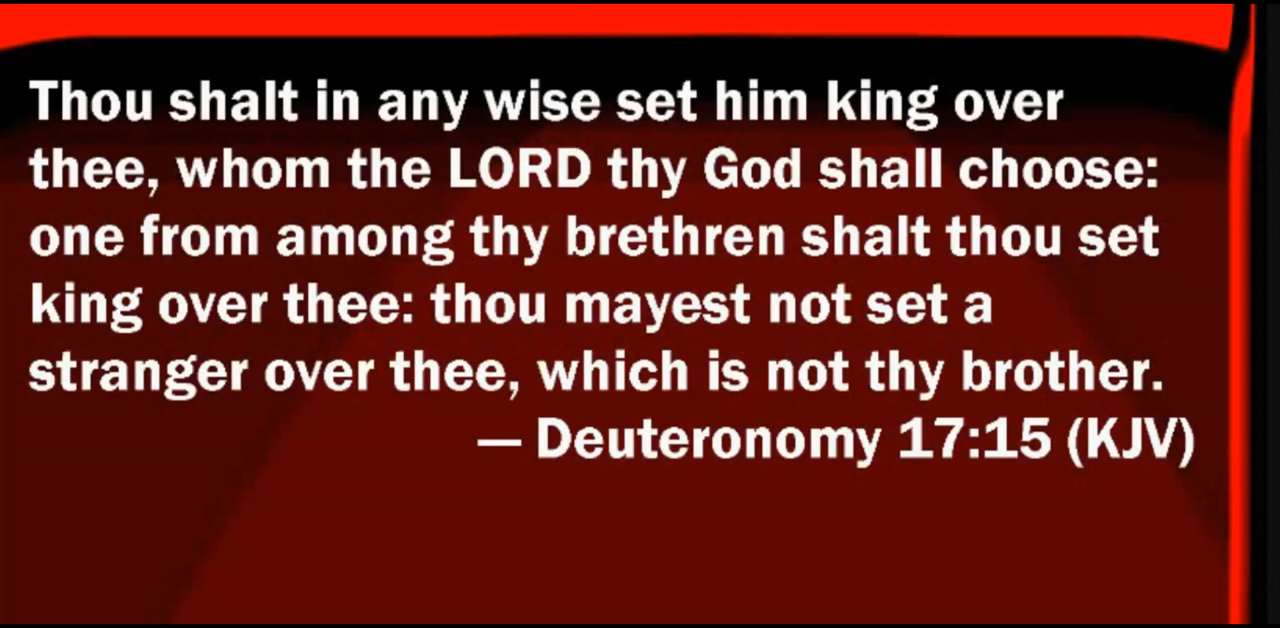 Thou shalt in any wise set him king over
thee, whom the LORD thy God shall choose:
one from among thy brethren shalt thou set
king over thee: thou mayest not set a
stranger over thee, which is not thy brother.
— Deuteronomy 17:15 (KJV)